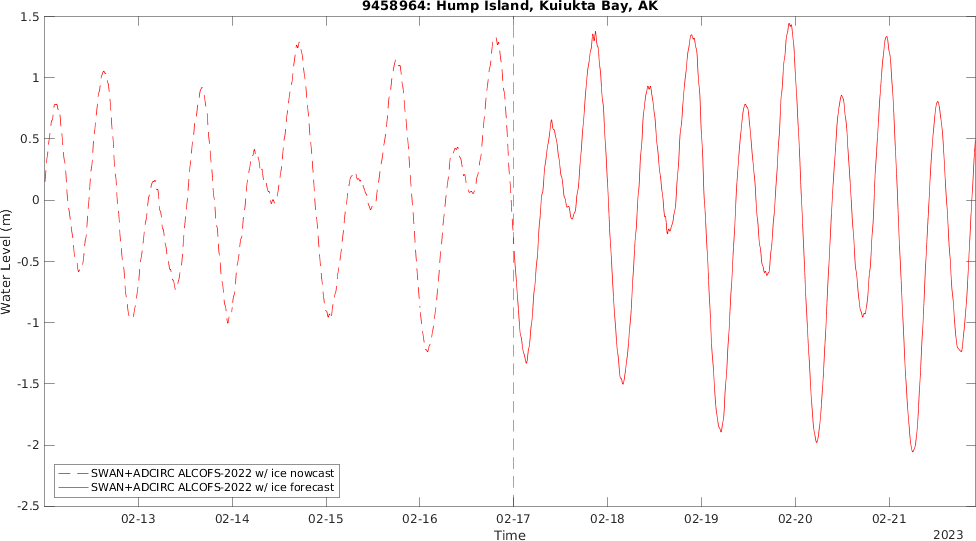 9458964: Hump Island, Kuiukta Bay, AK
1.5
1
0.5
0
-0.5
-1
-1.5
-2
-2.5
Water Level (m)
SWAN+ADCIRC ALCOFS-2022 w/ ice nowcast
SWAN+ADCIRC ALCOFS-2022 w/ ice forecast
02-13 02-14 02-15 02-16 02-17 02-18 02-19 02-20 02-21
Time
2023